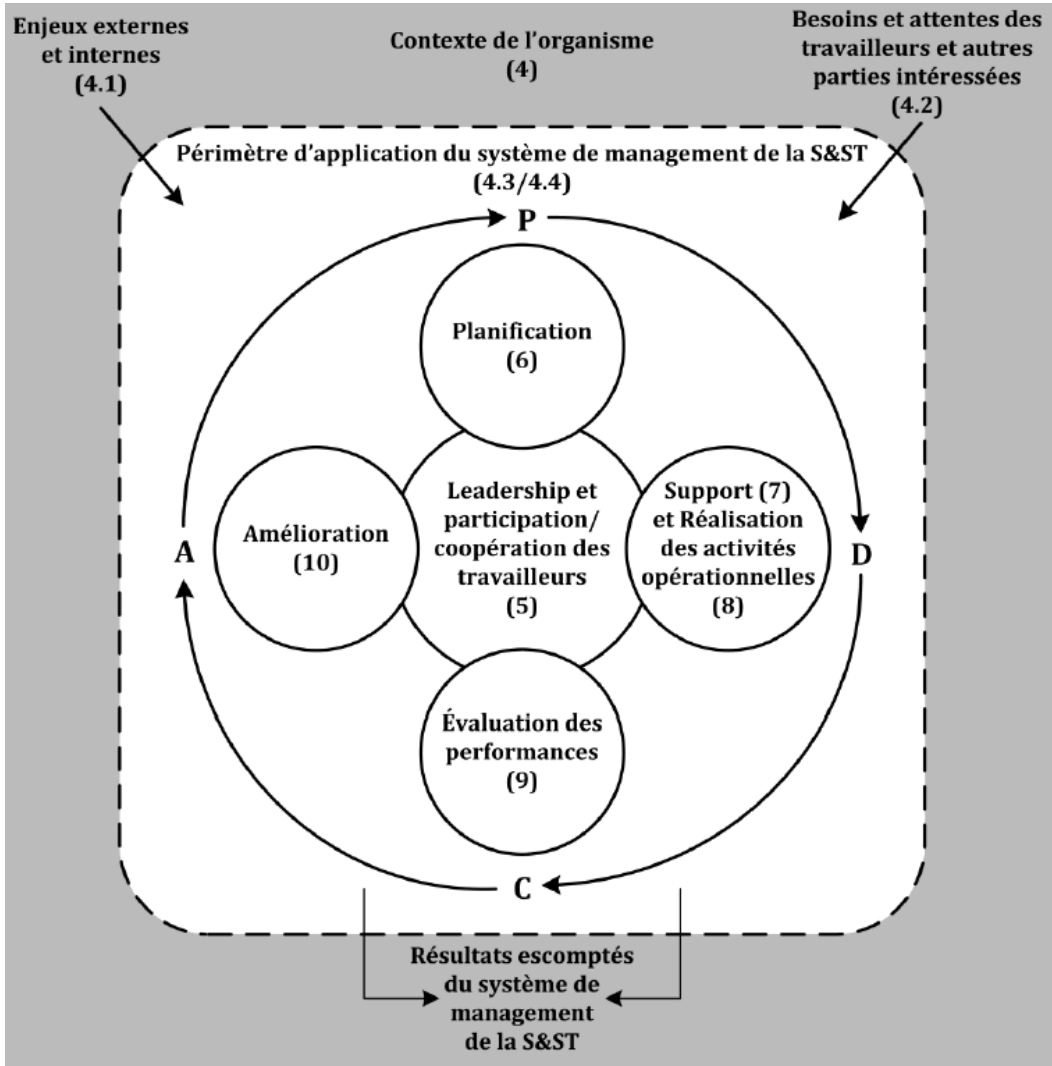 Enjeux externes
et internes
(4.1)
Contexte de l’organisme
(4)
Besoins et attentes des
travailleurs et autres
parties intéressées
(4.2)
Périmètre d’application du système de management de la S&ST
(4.3/4.4)
P
Planification
(6)
A
Amélioration
(10)
Leadership et
participation/
coopération des
travailleurs
(5)
Support (7)
et Réalisation
des activités
opérationnelles
(8)
D
Évaluation des
performances
(9)
C
Résultats escomptés
du système de
management
de la S&ST